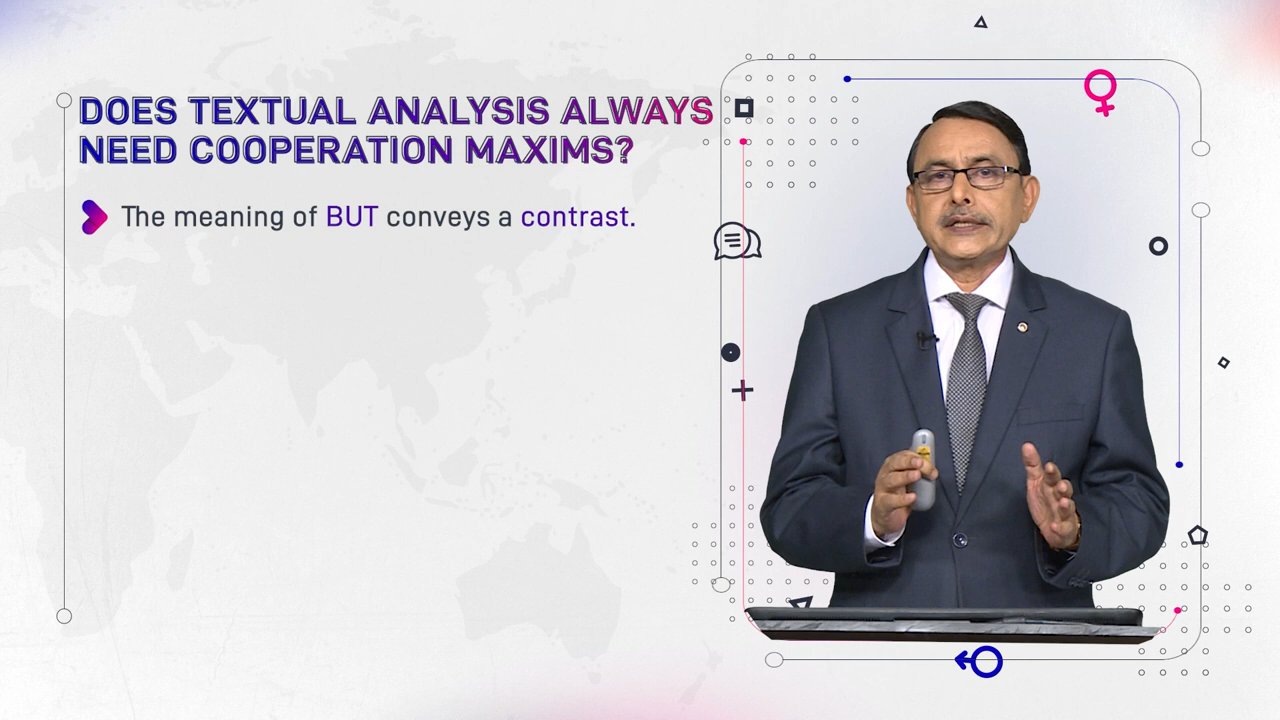 DOES TEXTUAL ANALYSIS ALWAYS
NEED COOPERATION MAXIMS?
The meaning of BUT conveys a contrast.